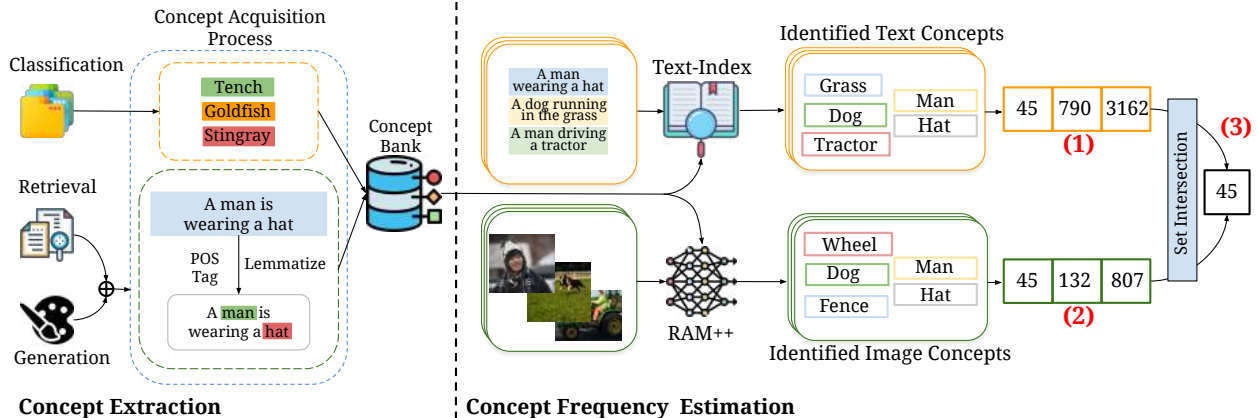 Concept Acquisition
Process
Classification
Tench
Goldfish
Stingray
Retrieval
A man is
wearing a hat
POS
Tag
Lemmatize
A man is
wearing a hat
Generation
Concept
Bank
Concept Extraction
A man
wearing a hat
A dog running
in the grass
A man driving
a tractor
Text-Index
RAM++
Identified Text Concepts
Grass
Man
Dog
Hat
Tractor
45 790 3162
(1)
Wheel
Man
Dog
Hat
Fence
Identified Image Concepts
45 132 807
(2)
Set Intersection
(3)
45
Concept Frequency Estimation